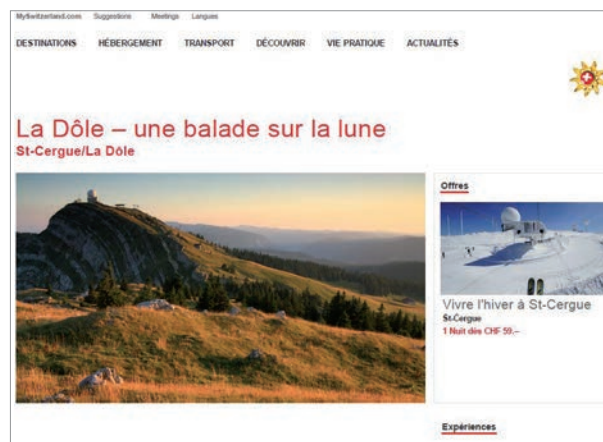 MySwitzerland.com Suggestions Meetings Langues
DESTINATIONS HÉBERGEMENT TRANSPORT DÉCOUVRIR VIE PRATIQUE ACTUALITÉS
La Dôle – une balade sur la lune
St-Cergue/La Dôle
Offres
Vivre l'hiver à St-Cergue
St-Cergue
1 Nuit dès CHF 59.–
Expériences